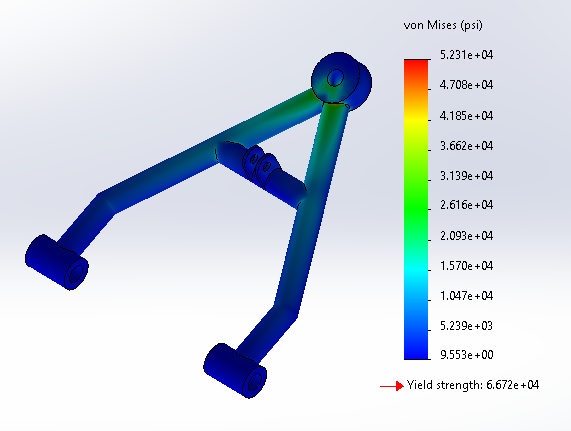 von Mises (psi)
5.231e+04
4.708e+04
4.185e+04
3.662e+04
3.139e+04
2.616e+04
2.093e+04
1.570e+04
1.047e+04
5.239e+03
9.553e+00
Yield strength: 6.672e+04